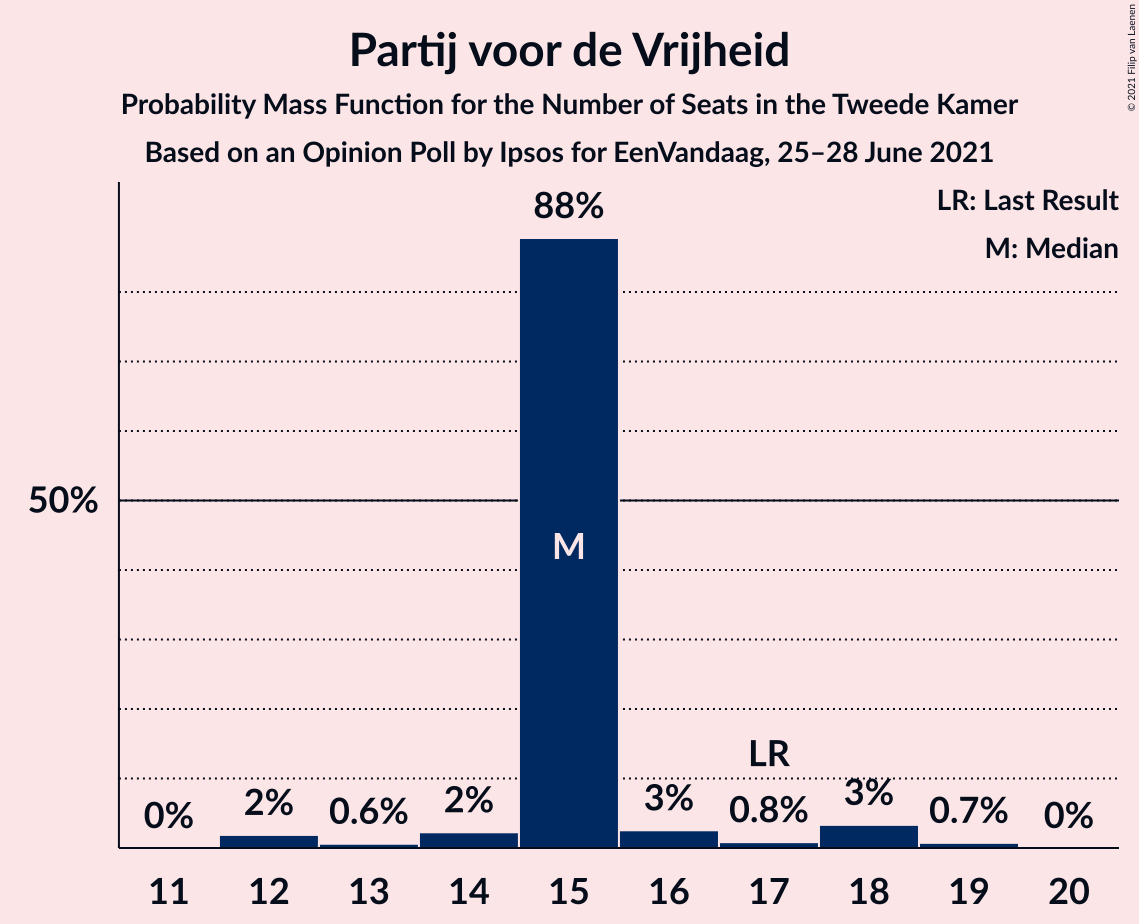 Partij voor de Vrijheid
Probability Mass Function for the Number of Seats in the Tweede Kamer
Based on an Opinion Poll by Ipsos for EenVandaag, 25–28 June 2021
© 2021 Filip van Laenen
LR: Last Result
M: Median
88%
50%
M
LR
0%
2%
0.6%
2%
3%
0.8%
3%
0.7%
0%
11 12 13 14 15 16 17 18 19 20